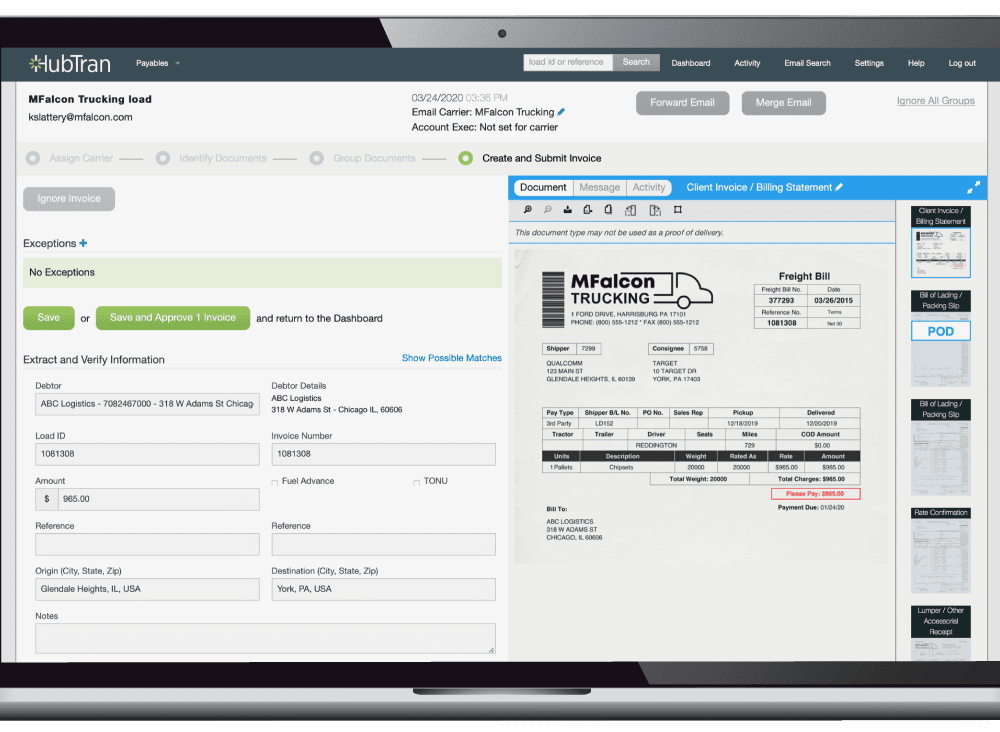 HubTran
Payables
load id or reference
Search
Dashboard
Activity
Email Search
Settings
Help
Log out
MFalcon Trucking load
kslattery@mfalcon.com
03/24/2020 03:36 PM
Email Carrier: MFalcon Trucking
Account Exec: Not set for carrier
Forward Email
Merge Email
Ignore All Groups
Assign Carrier
Identify Documents
Group Documents
Create and Submit Invoice
Ignore Invoice
Exceptions +
No Exceptions
Save or Save and Approve 1 Invoice and return to the Dashboard
Extract and Verify Information
Show Possible Matches
Debtor
ABC Logistics - 7082467000 - 318 W Adams St Chicag
Debtor Details
ABC Logistics
318 W Adams St - Chicago IL, 60606
Load ID
1081308
Invoice Number
1081308
Amount
$ 965.00
Fuel Advance
TONU
Reference
Reference
Origin (City, State, Zip)
Glendale Heights, IL, USA
Destination (City, State, Zip)
York, PA, USA
Notes
Document
Message
Activity
Client Invoice / Billing Statement
This document type may not be used as a proof of delivery.
MFalcon
TRUCKING
1 FORD DRIVE, HARRISBURG PA 17101
PHONE: (800) 555-1212 * FAX (800) 555-1212
Freight Bill
Freight Bill No. Date
377293 03/26/2015
Reference No. Terms
1081308 Net 30
Shipper 7299
QUALCOMM
123 MAIN ST
GLENDALE HEIGHTS, IL 60139
Consignee 5758
TARGET
10 TARGET DR
YORK, PA 17403
Pay Type Shipper B/L No. PO No. Sales Rep Pickup Delivered
3rd Party LD152 12/18/2019 12/20/2019
Tractor Trailer Driver Seals Miles COD Amount
REDDINGTON 729 $0.00
Units Description Weight Rated As Rate Amount
1 Pallets Chipsets 20000 20000 $965.00 $965.00
Total Weight: 20000 Total Charges: $965.00
Please Pay: $965.00
Payment Due: 01/24/20
Bill To:
ABC LOGISTICS
318 W ADAMS ST
CHICAGO, IL 60606
Client Invoice /
Billing Statement
Bill of Lading /
Packing Slip
POD
Bill of Lading /
Packing Slip
Rate Confirmation
Lumper / Other
Accessorial
Receipt